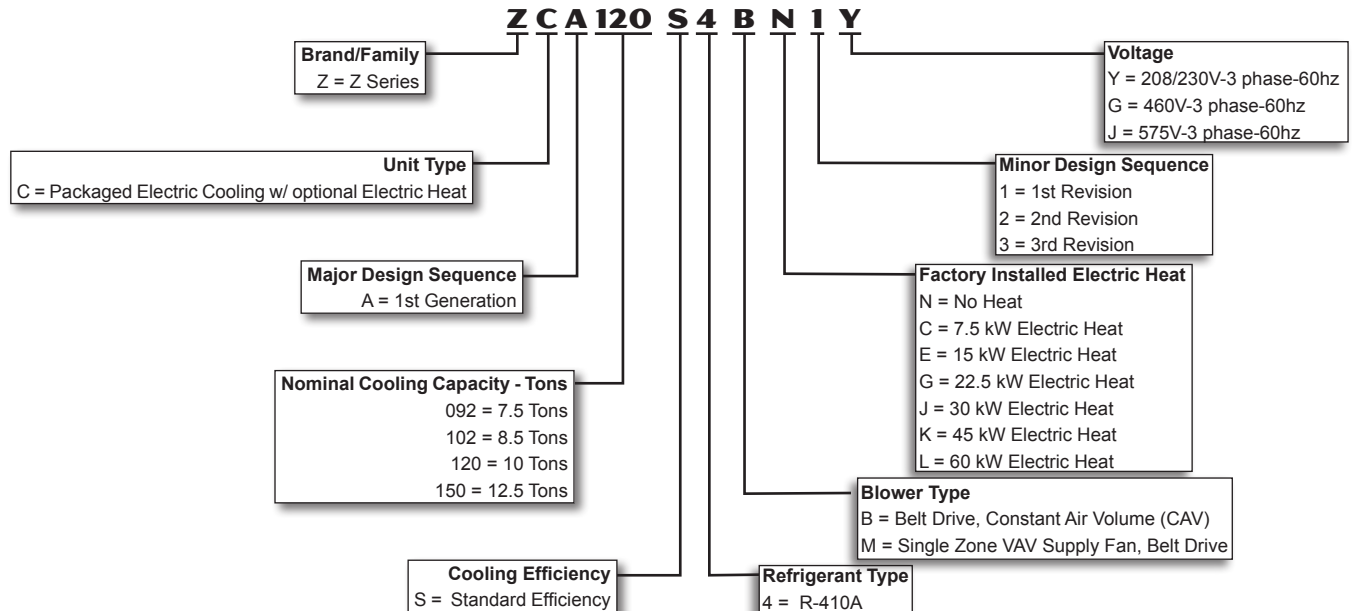 Z C A 120 S 4 B N 1 Y
Brand/Family
Z = Z Series
Unit Type
C = Packaged Electric Cooling w/ optional Electric Heat
Major Design Sequence
A = 1st Generation
Nominal Cooling Capacity - Tons
092 = 7.5 Tons
102 = 8.5 Tons
120 = 10 Tons
150 = 12.5 Tons
Cooling Efficiency
S = Standard Efficiency
Refrigerant Type
4 = R-410A
Blower Type
B = Belt Drive, Constant Air Volume (CAV)
M = Single Zone VAV Supply Fan, Belt Drive
Factory Installed Electric Heat
N = No Heat
C = 7.5 kW Electric Heat
E = 15 kW Electric Heat
G = 22.5 kW Electric Heat
J = 30 kW Electric Heat
K = 45 kW Electric Heat
L = 60 kW Electric Heat
Minor Design Sequence
1 = 1st Revision
2 = 2nd Revision
3 = 3rd Revision
Voltage
Y = 208/230V-3 phase-60hz
G = 460V-3 phase-60hz
J = 575V-3 phase-60hz